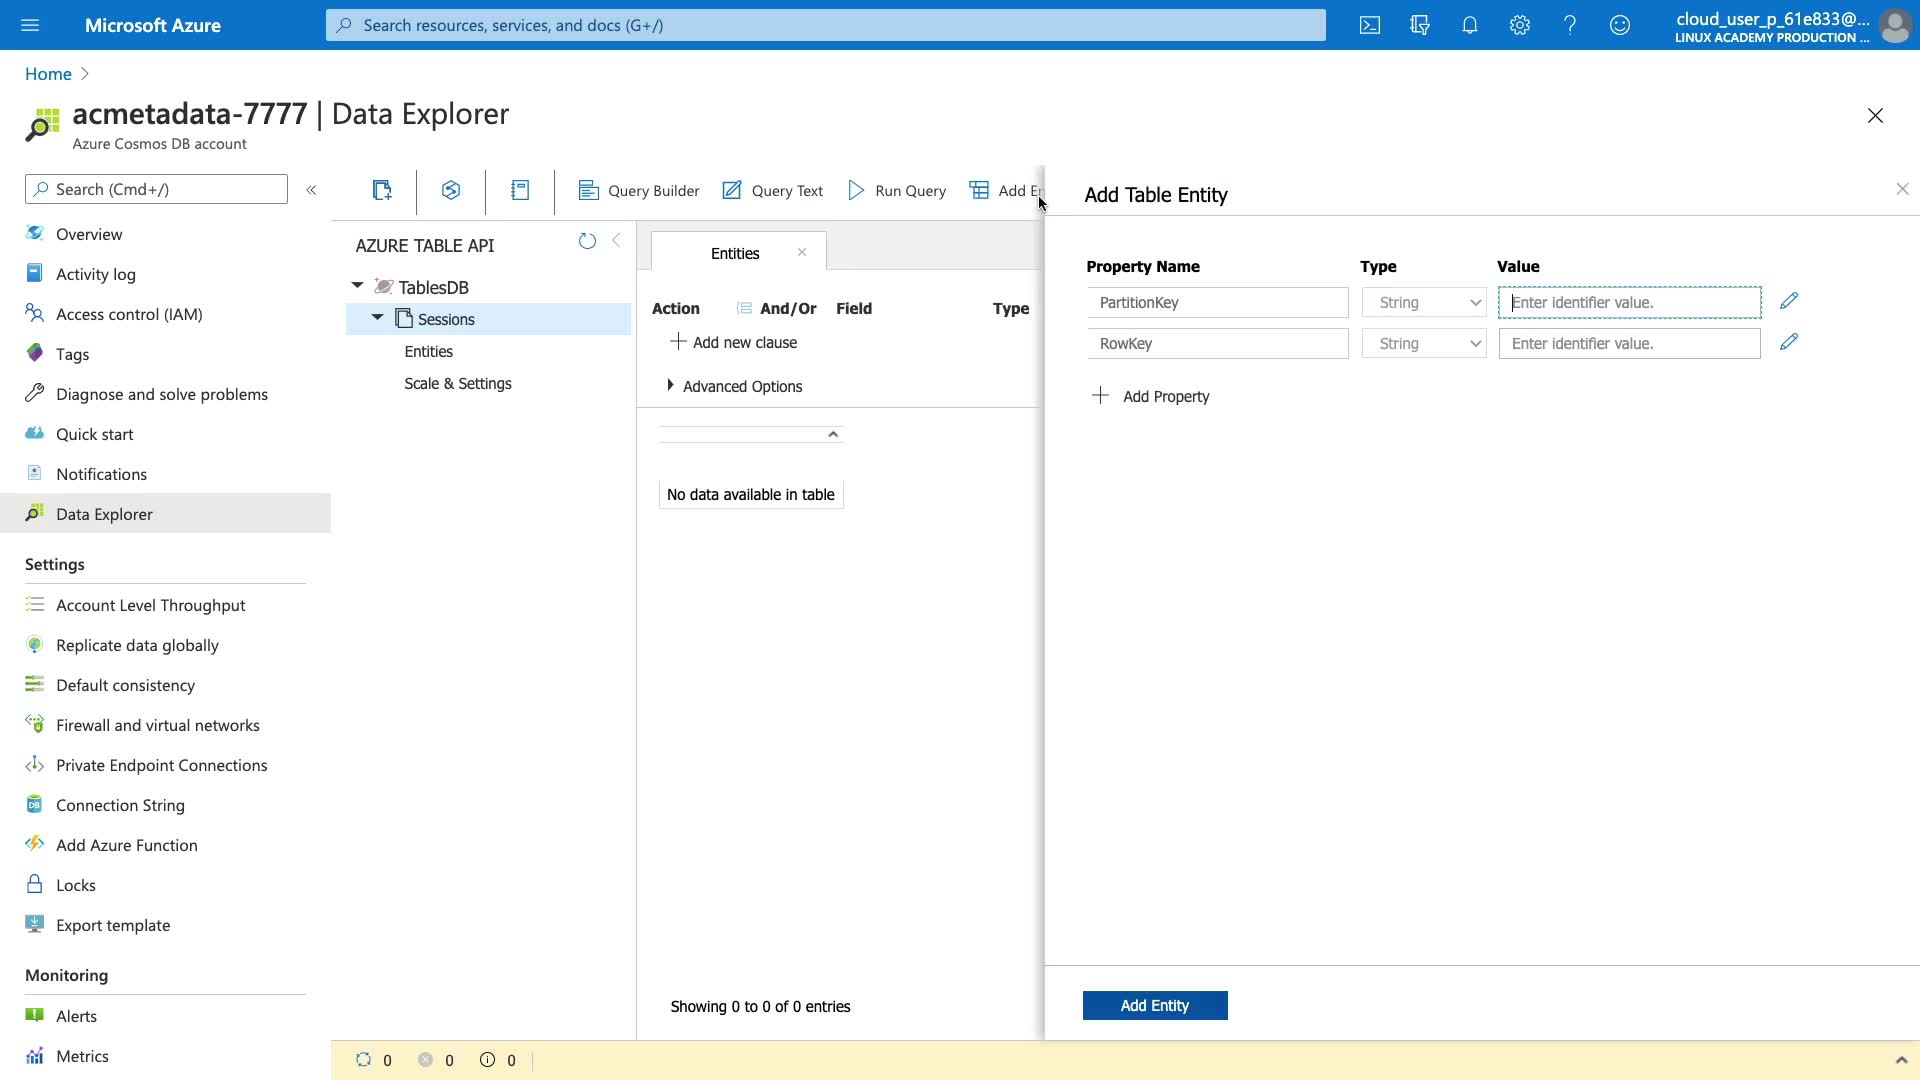 Microsoft Azure
Search resources, services, and docs (G+/)
cloud_user_p_61e833@...
LINUX ACADEMY PRODUCTION ...
Home
acmetadata-7777 | Data Explorer
Azure Cosmos DB account
Search (Cmd+/)
Overview
Activity log
Access control (IAM)
Tags
Diagnose and solve problems
Quick start
Notifications
Data Explorer
Settings
Account Level Throughput
Replicate data globally
Default consistency
Firewall and virtual networks
Private Endpoint Connections
Connection String
Add Azure Function
Locks
Export template
Monitoring
Alerts
Metrics
Query Builder
Query Text
Run Query
Add En
AZURE TABLE API
TablesDB
Sessions
Entities
Scale & Settings
Entities
Action And/Or Field Type
Add new clause
Advanced Options
No data available in table
Showing 0 to 0 of 0 entries
0 0 0
Add Table Entity
Property Name Type Value
PartitionKey String Enter identifier value.
RowKey String Enter identifier value.
Add Property
Add Entity